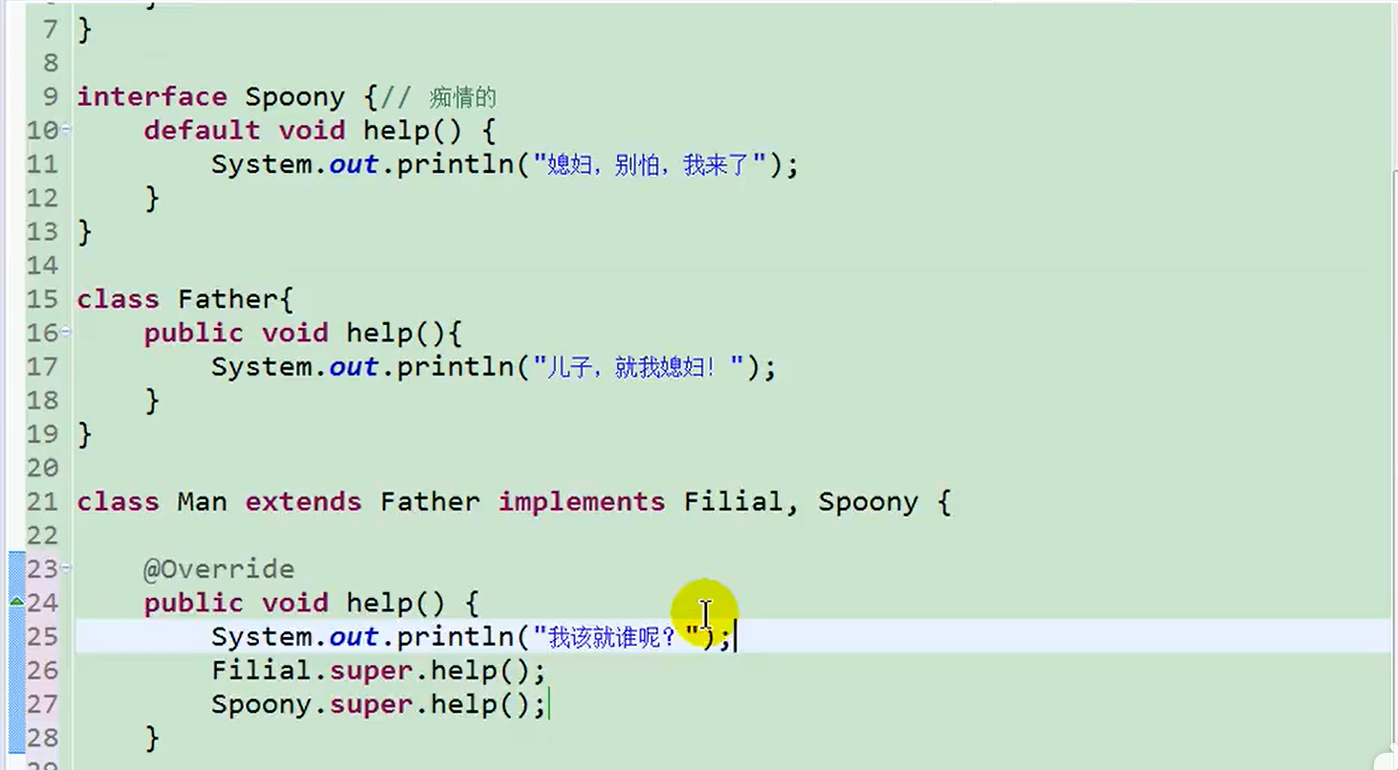 7 }
8
9 interface Spoony {// 痴情的
10 default void help() {
11 System.out.println("媳妇，别怕，我来了");
12 }
13 }
14
15 class Father{
16 public void help(){
17 System.out.println("儿子，就我媳妇！");
18 }
19 }
20
21 class Man extends Father implements Filial, Spoony {
22
23 @Override
24 public void help() {
25 System.out.println("我该就谁呢？");
26 Filial.super.help();
27 Spoony.super.help();
28 }